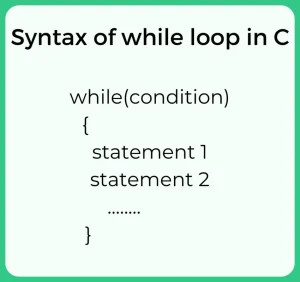 Syntax of while loop in C
while(condition)
{
statement 1
statement 2
........
}